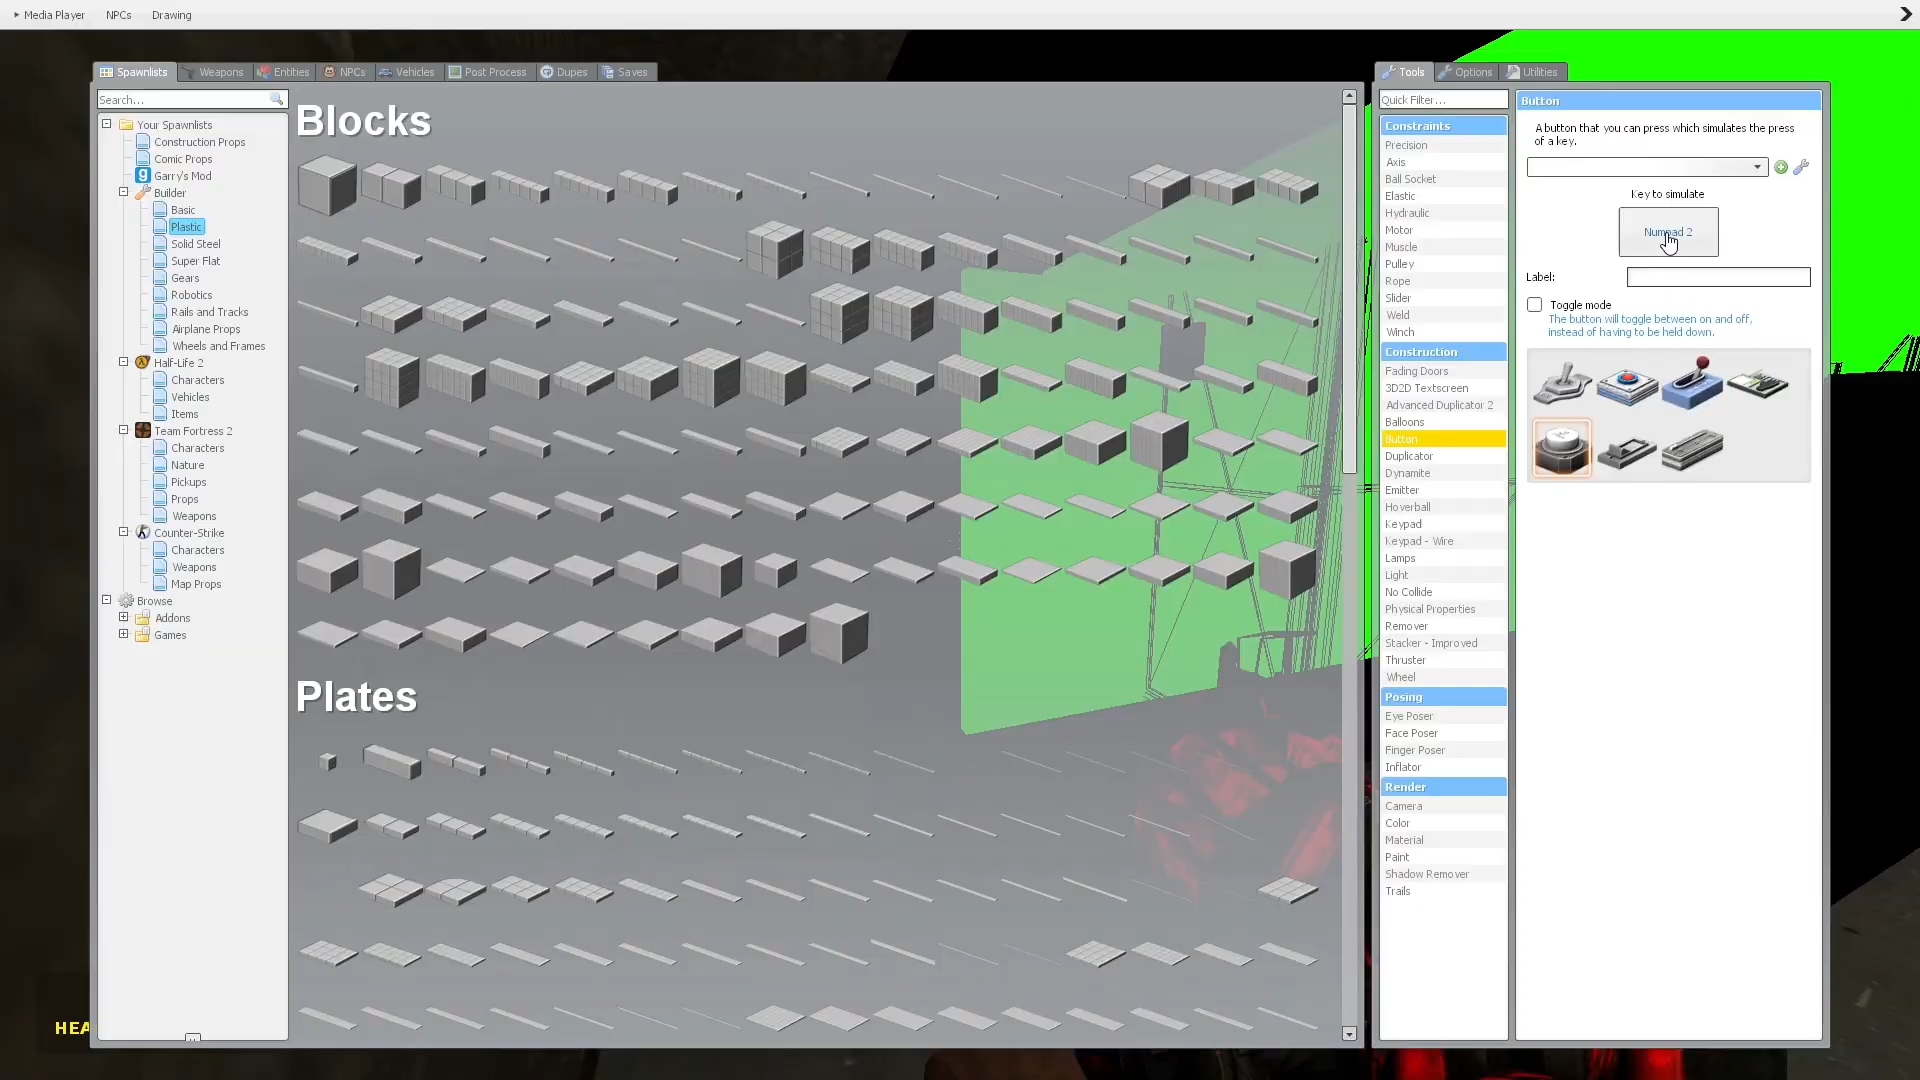 Media Player
NPCs
Drawing
Spawnlists
Weapons
Entities
NPCs
Vehicles
Post Process
Dupes
Saves
Search...
Your Spawnlists
Construction Props
Comic Props
Garry's Mod
Builder
Basic
Plastic
Solid Steel
Super Flat
Gears
Robotics
Rails and Tracks
Airplane Props
Wheels and Frames
Half-Life 2
Characters
Vehicles
Items
Team Fortress 2
Characters
Nature
Pickups
Props
Weapons
Counter-Strike
Characters
Weapons
Map Props
Browse
Addons
Games
Blocks
Plates
HEA
Tools
Options
Utilities
Quick Filter...
Constraints
Precision
Axis
Ball Socket
Elastic
Hydraulic
Motor
Muscle
Pulley
Rope
Slider
Weld
Winch
Construction
Fading Doors
3D2D Textscreen
Advanced Duplicator 2
Balloons
Button
Duplicator
Dynamite
Emitter
Hoverball
Keypad
Keypad - Wire
Lamps
Light
No Collide
Physical Properties
Remover
Stacker - Improved
Thruster
Wheel
Posing
Eye Poser
Face Poser
Finger Poser
Inflator
Render
Camera
Color
Material
Paint
Shadow Remover
Trails
Button
A button that you can press which simulates the press
of a key.
Key to simulate
Numpad 2
Label:
Toggle mode
The button will toggle between on and off,
instead of having to be held down.